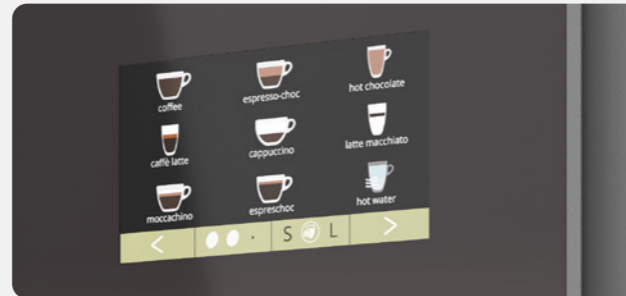 coffee
espresso-choc
hot chocolate
caffè latte
cappuccino
latte macchiato
moccachino
espreschoc
hot water
< S L >